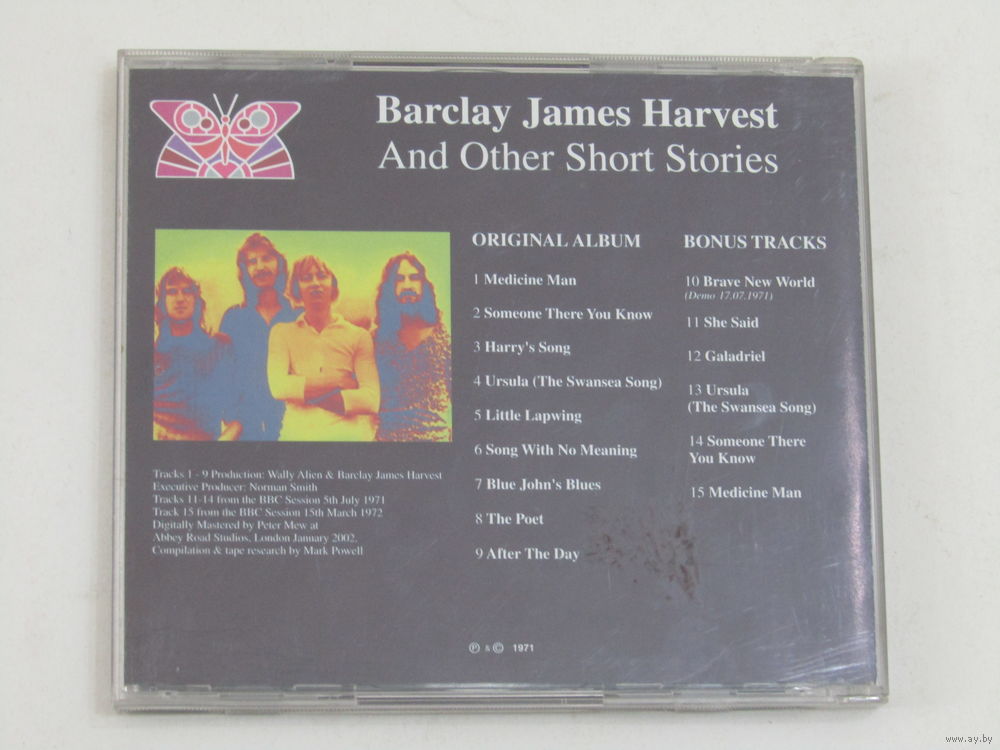 Barclay James Harvest
And Other Short Stories
ORIGINAL ALBUM
1 Medicine Man
2 Someone There You Know
3 Harry's Song
4 Ursula (The Swansea Song)
5 Little Lapwing
6 Song With No Meaning
7 Blue John's Blues
8 The Poet
9 After The Day
BONUS TRACKS
10 Brave New World
(Demo 17.07.1971)
11 She Said
12 Galadriel
13 Ursula
(The Swansea Song)
14 Someone There
You Know
15 Medicine Man
Tracks 1 - 9 Production: Wally Alien & Barclay James Harvest
Executive Producer: Norman Smith
Tracks 11-14 from the BBC Session 5th July 1971
Track 15 from the BBC Session 15th March 1972
Digitally Mastered by Peter Mew at
Abbey Road Studios, London January 2002.
Compilation & tape research by Mark Powell
℗ & © 1971
www.ay.by